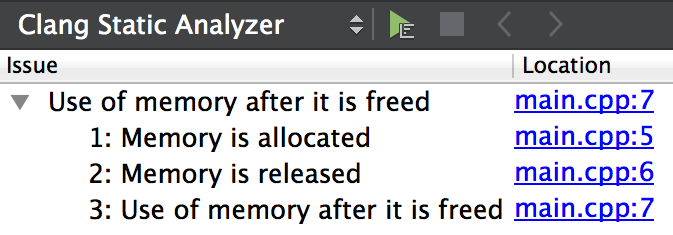 Clang Static Analyzer
Issue Location
Use of memory after it is freed main.cpp:7
1: Memory is allocated main.cpp:5
2: Memory is released main.cpp:6
3: Use of memory after it is freed main.cpp:7